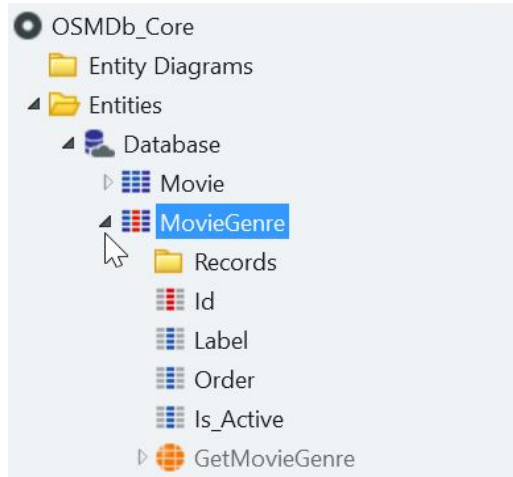 OSMDb_Core
Entity Diagrams
Entities
Database
Movie
MovieGenre
Records
Id
Label
Order
Is_Active
GetMovieGenre